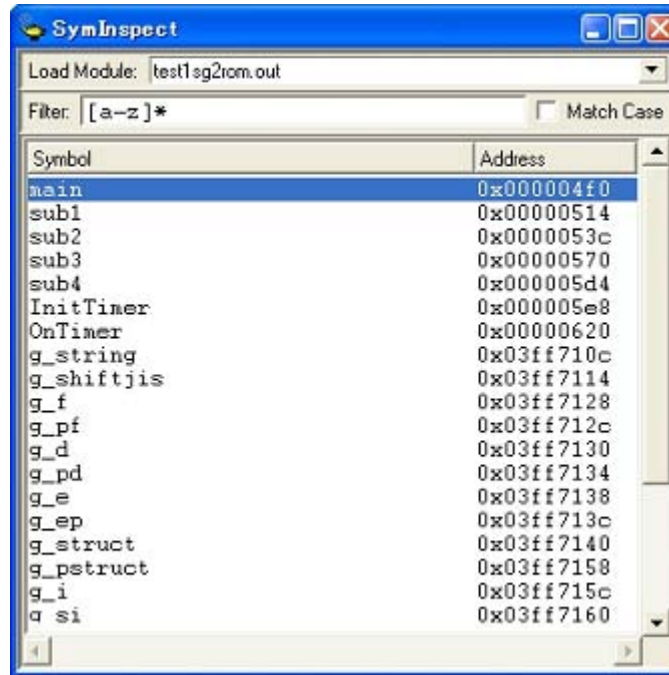 SymInspect
Load Module: test1sg2rom.out
Filter: [a-z]* Match Case
Symbol Address
main 0x000004f0
sub1 0x00000514
sub2 0x0000053c
sub3 0x00000570
sub4 0x000005d4
InitTimer 0x000005e8
OnTimer 0x00000620
g_string 0x03ff710c
g_shiftjis 0x03ff7114
g_f 0x03ff7128
g_pf 0x03ff712c
g_d 0x03ff7130
g_pd 0x03ff7134
g_e 0x03ff7138
g_ep 0x03ff713c
g_struct 0x03ff7140
g_pstruct 0x03ff7158
g_i 0x03ff715c
g_si 0x03ff7160